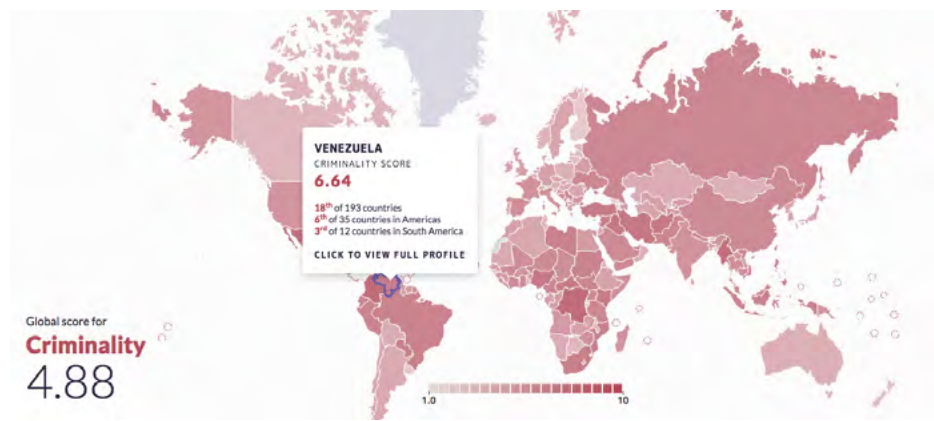 VENEZUELA
CRIMINALITY SCORE
6.64
18th of 193 countries
6th of 35 countries in Americas
3rd of 12 countries in South America
CLICK TO VIEW FULL PROFILE
Global score for
Criminality
4.88
1.0 10